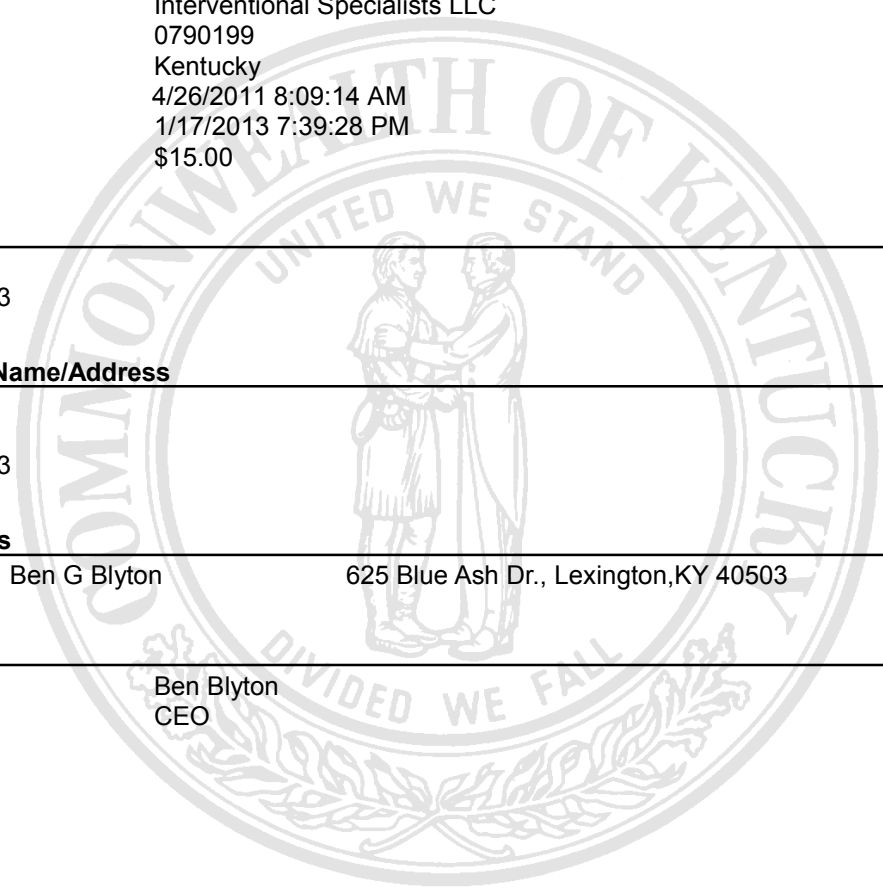 Interventional Specialists LLC
0790199
Kentucky
4/26/2011 8:09:14 AM
1/17/2013 7:39:28 PM
$15.00
COMMONWEALTH OF KENTUCKY
UNITED WE STAND
3
Name/Address
3
s
Ben G Blyton 625 Blue Ash Dr., Lexington,KY 40503
DIVIDED WE FALL
Ben Blyton
CEO